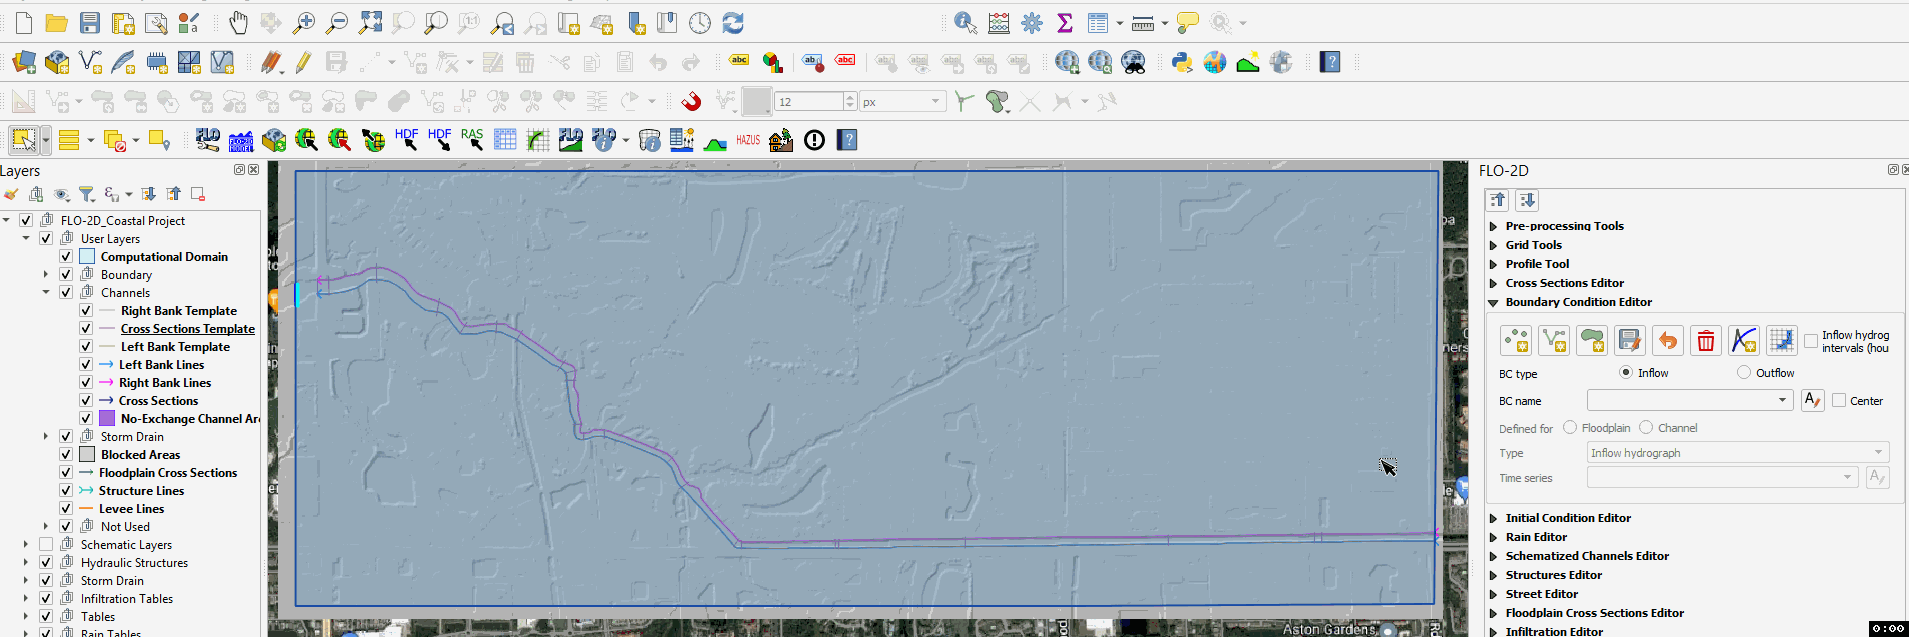 abc
abc
abc
12
px
HDF
HDF
RAS
FLO
HAZUS
Layers
FLO-2D_Coastal Project
User Layers
Computational Domain
Boundary
Channels
Right Bank Template
Cross Sections Template
Left Bank Template
Left Bank Lines
Right Bank Lines
Cross Sections
No-Exchange Channel Are
Storm Drain
Blocked Areas
Floodplain Cross Sections
Structure Lines
Levee Lines
Not Used
Schematic Layers
Hydraulic Structures
Storm Drain
Infiltration Tables
Tables
Rain Tables
Aston Gardens
FLO-2D
Pre-processing Tools
Grid Tools
Profile Tool
Cross Sections Editor
Boundary Condition Editor
Inflow hydrog
intervals (hou
BC type
Inflow
Outflow
BC name
Center
Defined for
Floodplain
Channel
Type
Inflow hydrograph
Time series
Initial Condition Editor
Rain Editor
Schematized Channels Editor
Structures Editor
Street Editor
Floodplain Cross Sections Editor
Infiltration Editor
0:00